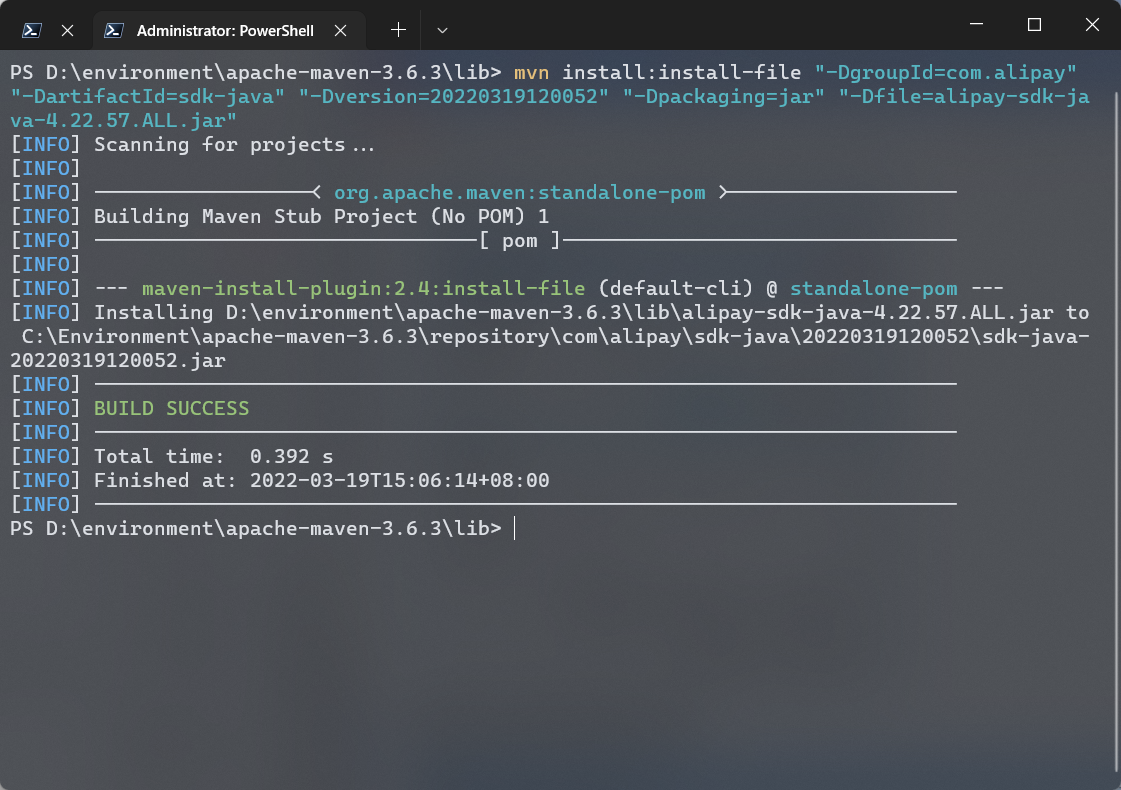 Administrator: PowerShell
PS D:\environment\apache-maven-3.6.3\lib> mvn install:install-file "-DgroupId=com.alipay"
"-DartifactId=sdk-java" "-Dversion=20220319120052" "-Dpackaging=jar" "-Dfile=alipay-sdk-ja
va-4.22.57.ALL.jar"
[INFO] Scanning for projects...
[INFO]
[INFO] ------------------< org.apache.maven:standalone-pom >-------------------
[INFO] Building Maven Stub Project (No POM) 1
[INFO] --------------------------------[ pom ]---------------------------------
[INFO]
[INFO] --- maven-install-plugin:2.4:install-file (default-cli) @ standalone-pom ---
[INFO] Installing D:\environment\apache-maven-3.6.3\lib\alipay-sdk-java-4.22.57.ALL.jar to
 C:\Environment\apache-maven-3.6.3\repository\com\alipay\sdk-java\20220319120052\sdk-java-
20220319120052.jar
[INFO] ------------------------------------------------------------------------
[INFO] BUILD SUCCESS
[INFO] ------------------------------------------------------------------------
[INFO] Total time:  0.392 s
[INFO] Finished at: 2022-03-19T15:06:14+08:00
[INFO] ------------------------------------------------------------------------
PS D:\environment\apache-maven-3.6.3\lib>